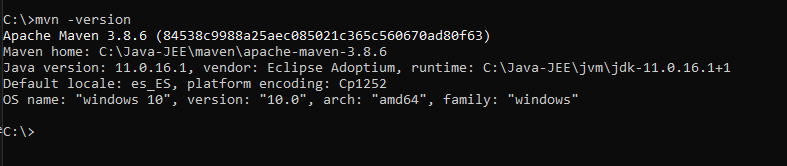 C:\>mvn -version
Apache Maven 3.8.6 (84538c9988a25aec085021c365c560670ad80f63)
Maven home: C:\Java-JEE\maven\apache-maven-3.8.6
Java version: 11.0.16.1, vendor: Eclipse Adoptium, runtime: C:\Java-JEE\jvm\jdk-11.0.16.1+1
Default locale: es_ES, platform encoding: Cp1252
OS name: "windows 10", version: "10.0", arch: "amd64", family: "windows"
C:\>